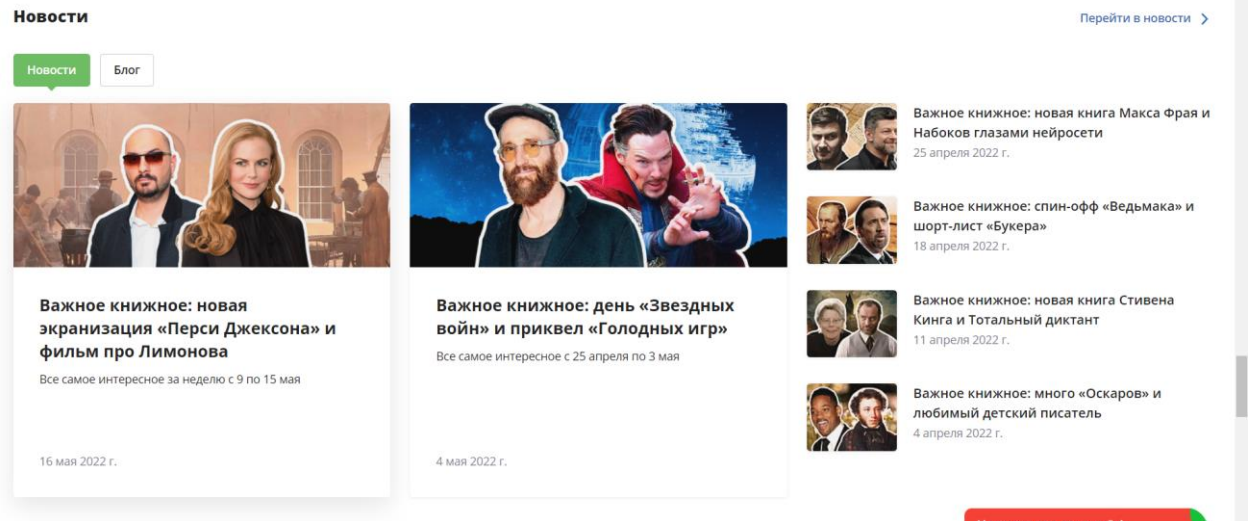 Новости
Перейти в новости
Новости
Блог
Важное книжное: новая
экранизация «Перси Джексона» и
фильм про Лимонова
Все самое интересное за неделю с 9 по 15 мая
16 мая 2022 г.
Важное книжное: день «Звездных
войн» и приквел «Голодных игр»
Все самое интересное с 25 апреля по 3 мая
4 мая 2022 г.
Важное книжное: новая книга Макса Фрая и
Набоков глазами нейросети
25 апреля 2022 г.
Важное книжное: спин-офф «Ведьмака» и
шорт-лист «Букера»
18 апреля 2022 г.
Важное книжное: новая книга Стивена
Кинга и Тотальный диктант
11 апреля 2022 г.
Важное книжное: много «Оскаров» и
любимый детский писатель
4 апреля 2022 г.